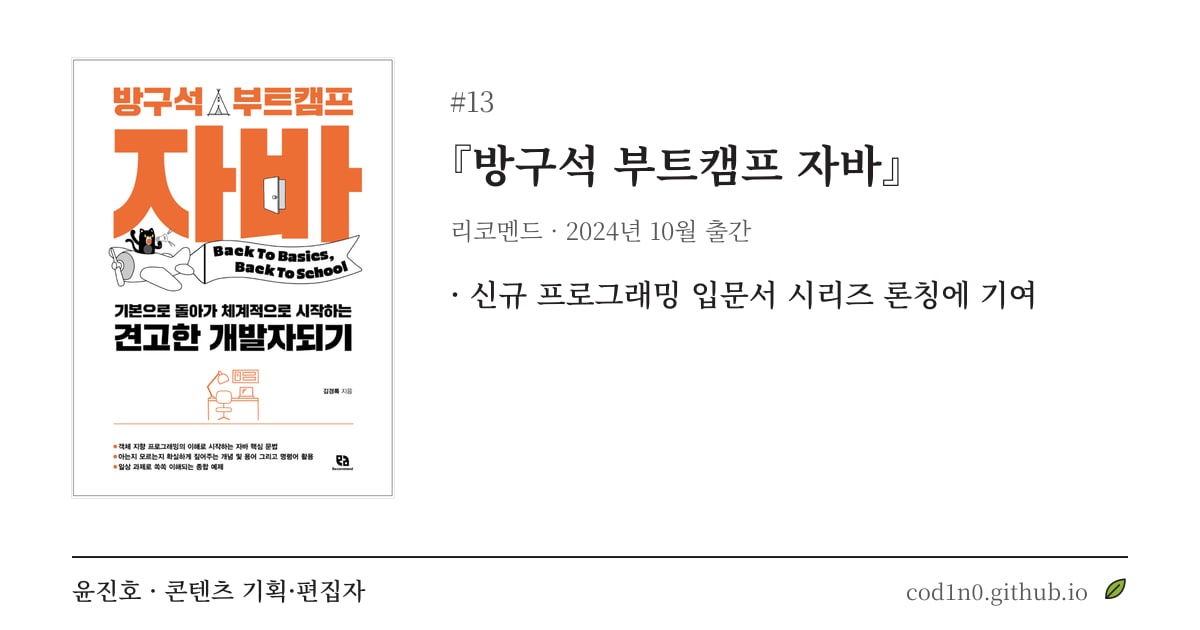 방구석 부트캠프
자바
Back To Basics,
Back To School
기본으로 돌아가 체계적으로 시작하는
견고한 개발자되기
김경록 지음
객체 지향 프로그래밍의 이해로 시작하는 자바 핵심 문법
아는지 모르는지 확실하게 짚어주는 개념 및 용어 그리고 명령어 활용
일상 과제로 쏙쏙 이해되는 종합 예제
Recommend
#13
『방구석 부트캠프 자바』
리코멘드 · 2024년 10월 출간
· 신규 프로그래밍 입문서 시리즈 론칭에 기여
윤진호 · 콘텐츠 기획·편집자
cod1n0.github.io